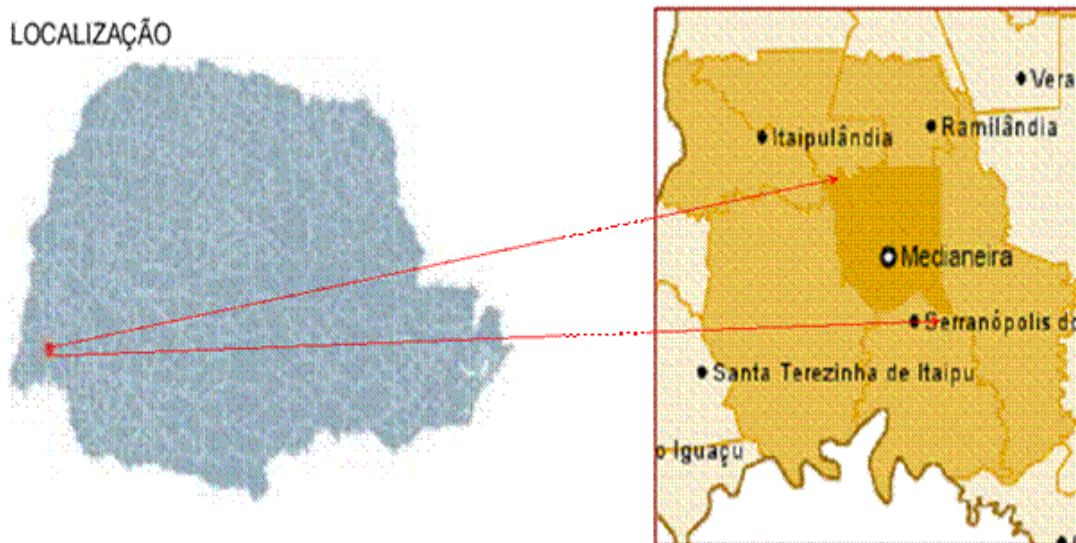 LOCALIZAÇÃO
Vera
Ramilândia
Itaipulândia
Medianeira
Serranópolis do
Santa Terezinha de Itaipu
o Iguaçu